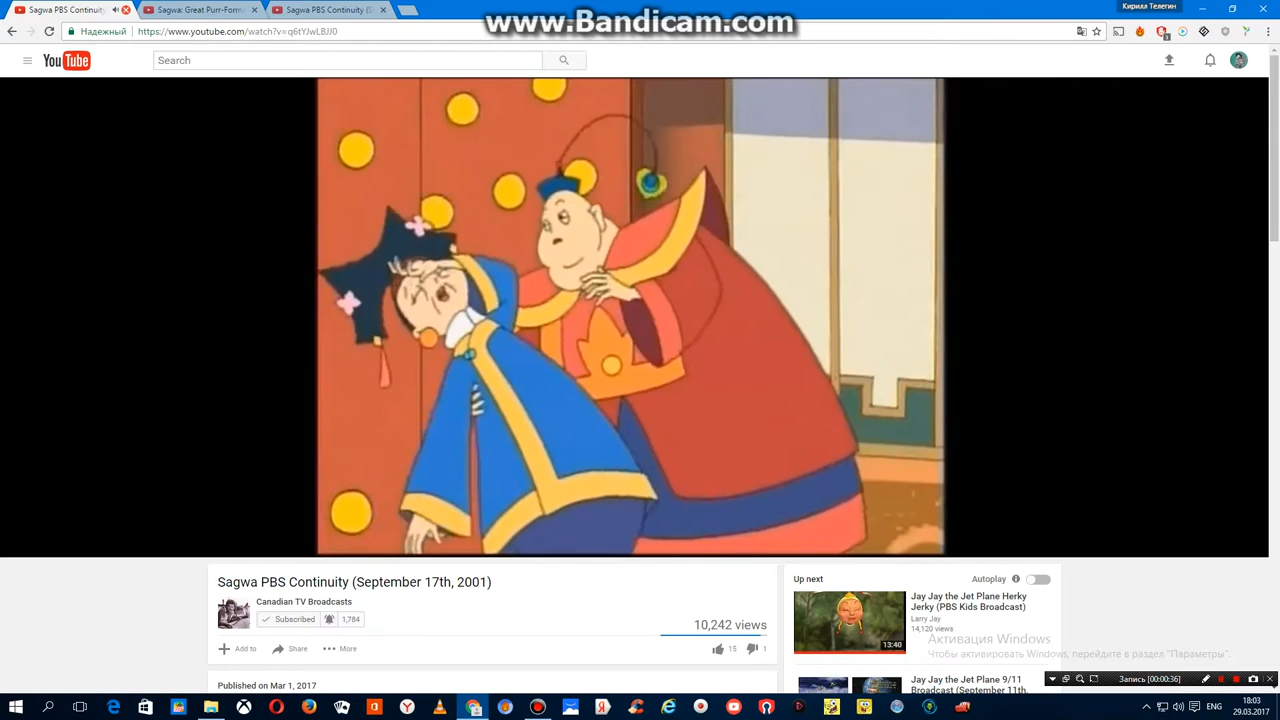 Sagwa PBS Continuity
Sagwa: Great Purr-Form
Sagwa PBS Continuity (S
www.Bandicam.com
Кирилл Телегин
Надежный
https://www.youtube.com/watch?v=q6tYJwLBJJ0
YouTube
Search
Sagwa PBS Continuity (September 17th, 2001)
Canadian TV Broadcasts
Subscribed 1,784
10,242 views
Add to Share More
15 1
Published on Mar 1, 2017
Up next Autoplay
Jay Jay the Jet Plane Herky
Jerky (PBS Kids Broadcast)
Larry Jay
14,120 views
13:40
Активация Windows
Чтобы активировать Windows, перейдите в раздел "Параметры".
Jay Jay the Jet Plane 9/11
Broadcast (September 11th,
Запись [00:00:36]
ENG
18:03
29.03.2017